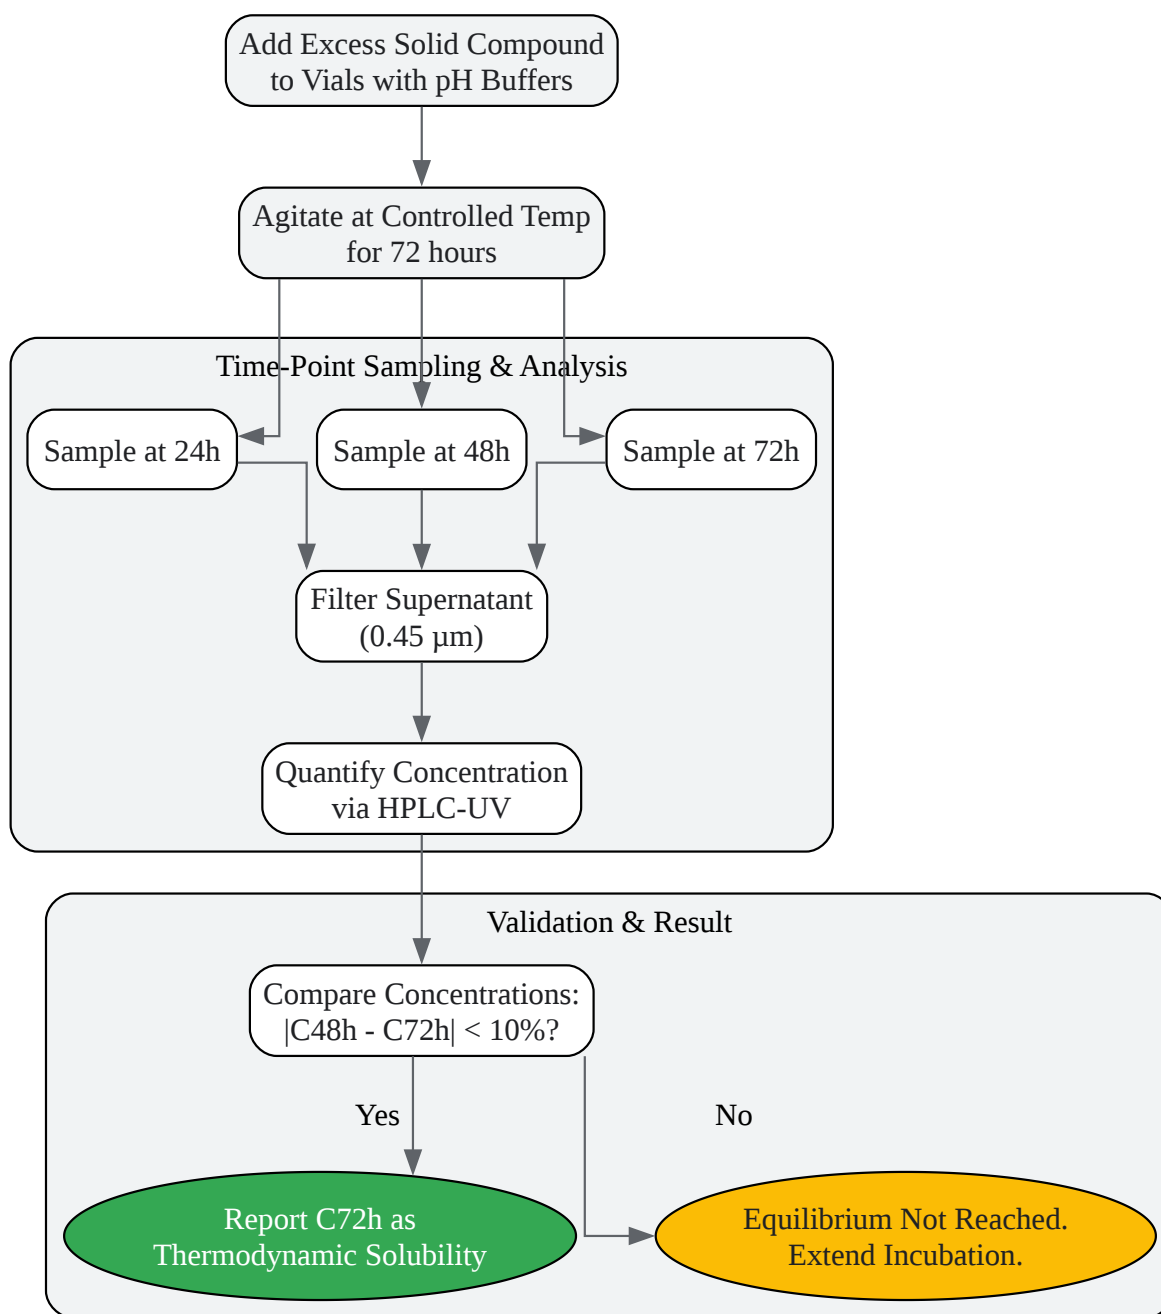 Add Excess Solid Compound
to Vials with pH Buffers
Agitate at Controlled Temp
for 72 hours
Time-Point Sampling & Analysis
Sample at 24h
Sample at 48h
Sample at 72h
Filter Supernatant
(0.45 µm)
Quantify Concentration
via HPLC-UV
Validation & Result
Compare Concentrations:
|C48h - C72h| < 10%?
Yes
No
Report C72h as
Thermodynamic Solubility
Equilibrium Not Reached.
Extend Incubation.